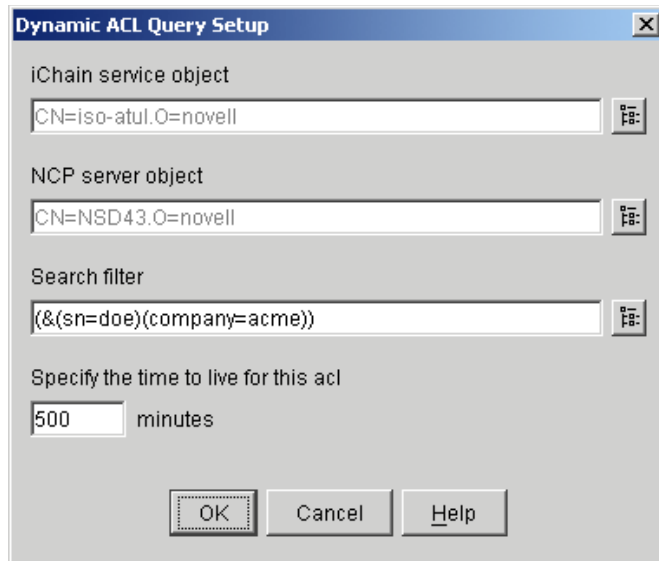 Dynamic ACL Query Setup
iChain service object
CN=iso-atul.O=novell
NCP server object
CN=NSD43.O=novell
Search filter
(&(sn=doe)(company=acme))
Specify the time to live for this acl
500 minutes
OK Cancel Help